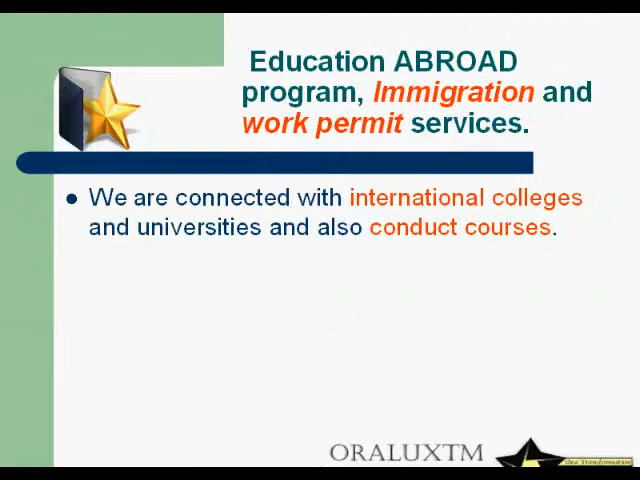 Education ABROAD
program, Immigration and
work permit services.
We are connected with international colleges
and universities and also conduct courses.
ORALUXTM